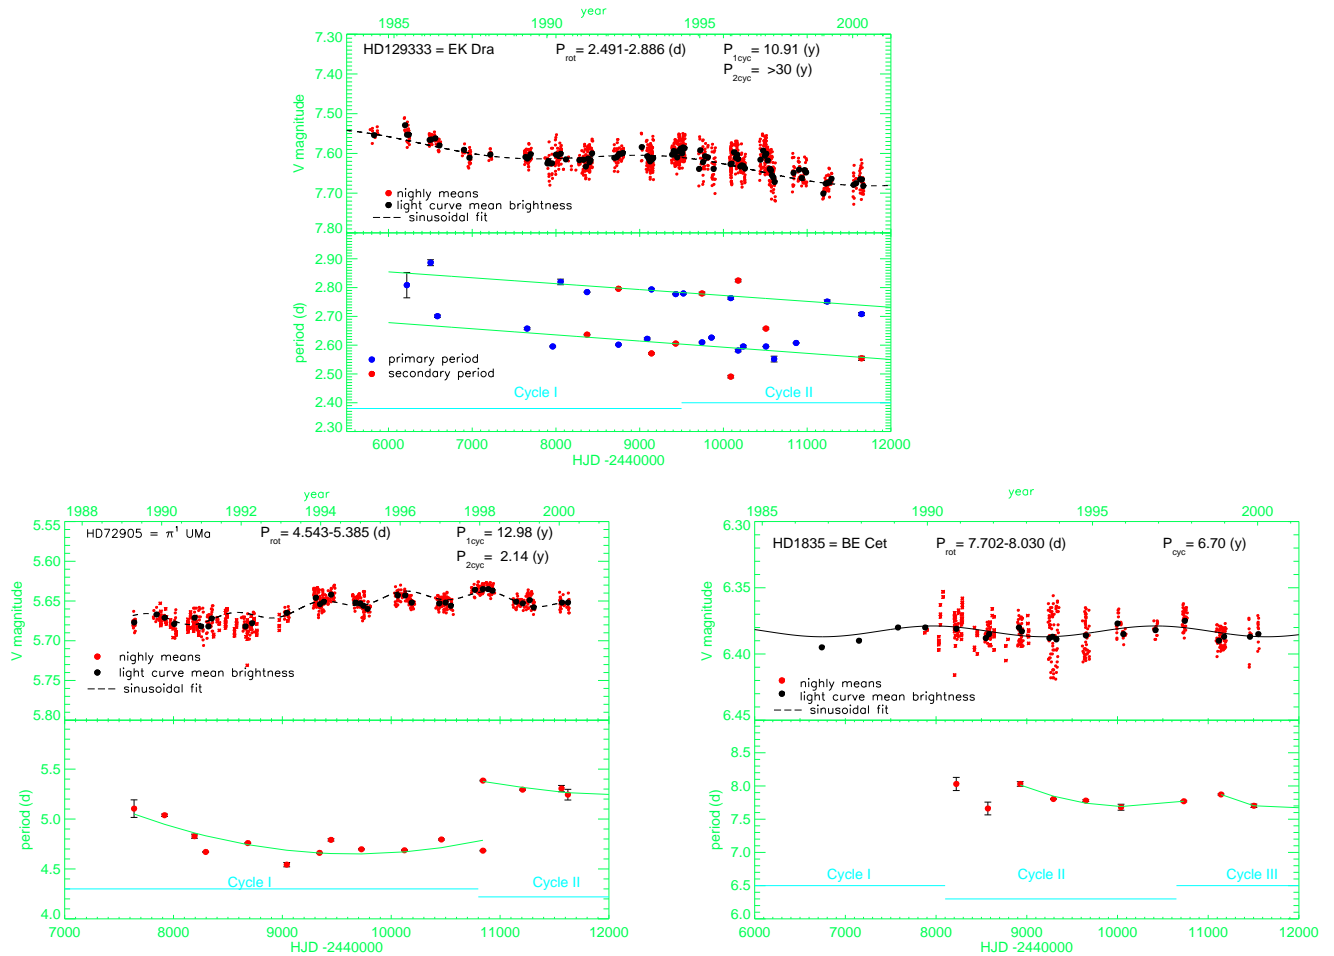 year
1985 1990 1995 2000
7.30
7.40
7.50
7.60
7.70
7.80
V magnitude
HD129333 = EK Dra
Prot= 2.491-2.886 (d)
P1cyc= 10.91 (y)
P2cyc= >30 (y)
nighly means
light curve mean brightness
sinusoidal fit
2.90
2.80
2.70
2.60
2.50
2.40
2.30
period (d)
primary period
secondary period
Cycle I
Cycle II
6000 7000 8000 9000 10000 11000 12000
HJD -2440000
year
1988 1990 1992 1994 1996 1998 2000
5.55
5.60
5.65
5.70
5.75
5.80
V magnitude
HD72905 = π1 UMa
Prot= 4.543-5.385 (d)
P1cyc= 12.98 (y)
P2cyc= 2.14 (y)
nighly means
light curve mean brightness
sinusoidal fit
5.5
5.0
4.5
4.0
period (d)
Cycle I
Cycle II
7000 8000 9000 10000 11000 12000
HJD -2440000
year
1985 1990 1995 2000
6.30
6.35
6.40
6.45
V magnitude
HD1835 = BE Cet
Prot= 7.702-8.030 (d)
Pcyc= 6.70 (y)
nighly means
light curve mean brightness
sinusoidal fit
8.5
8.0
7.5
7.0
6.5
6.0
period (d)
Cycle I
Cycle II
Cycle III
6000 7000 8000 9000 10000 11000 12000
HJD -2440000